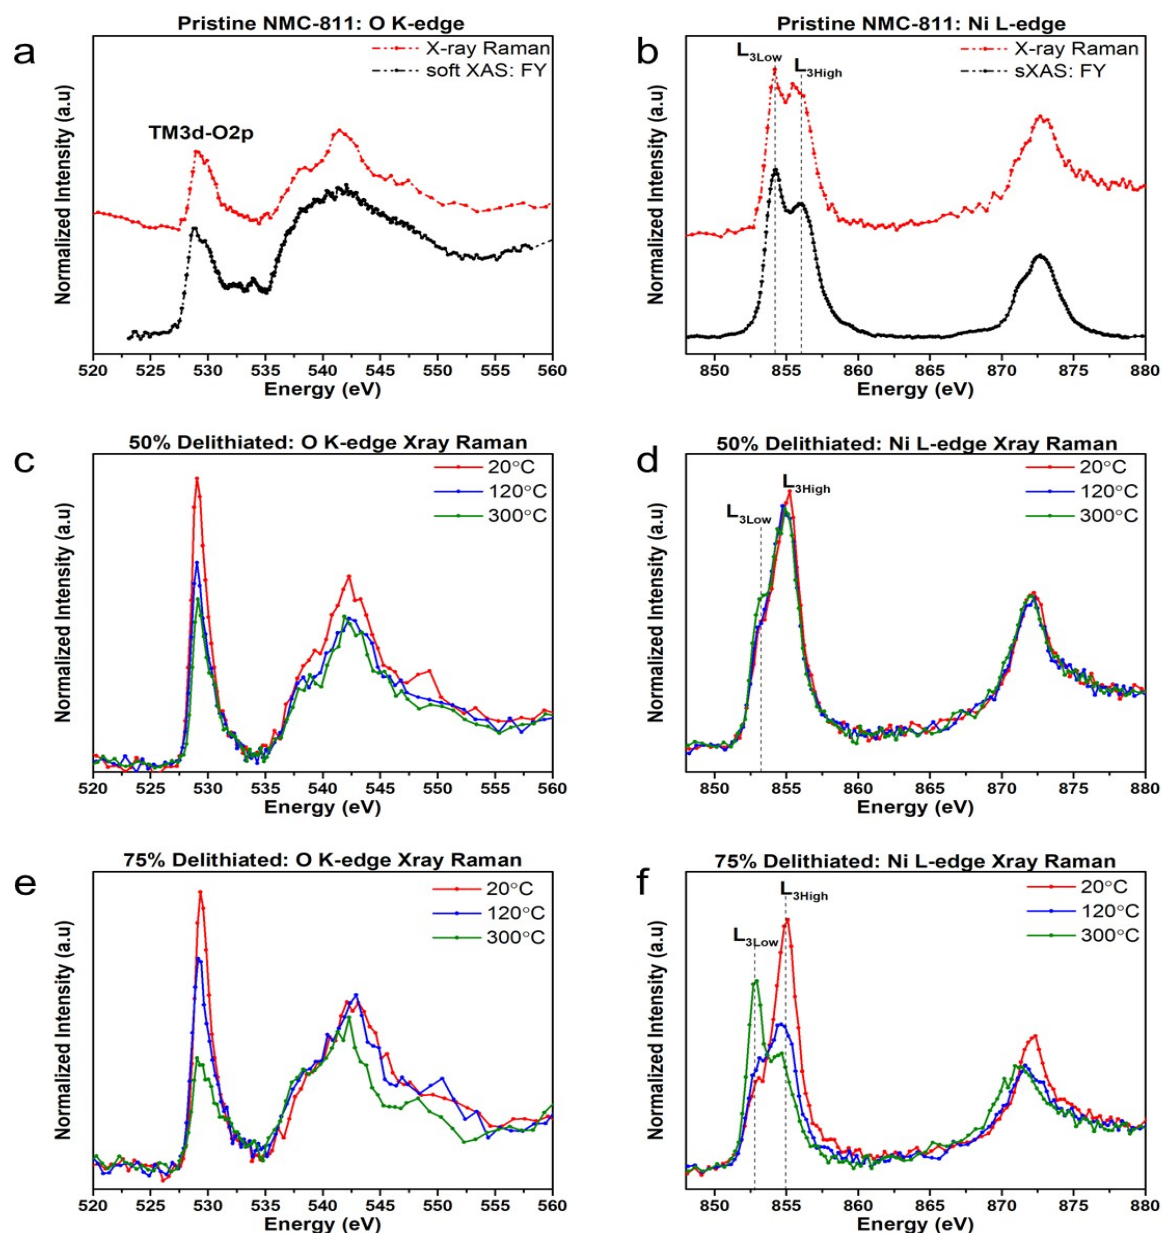 a
Pristine NMC-811: O K-edge
X-ray Raman
soft XAS: FY
TM3d-O2p
Normalized Intensity (a.u)
520 525 530 535 540 545 550 555 560
Energy (eV)
b
Pristine NMC-811: Ni L-edge
X-ray Raman
sXAS: FY
L3Low
L3High
Normalized Intensity (a.u)
850 855 860 865 870 875 880
Energy (eV)
c
50% Delithiated: O K-edge Xray Raman
20°C
120°C
300°C
Normalized Intensity (a.u)
520 525 530 535 540 545 550 555 560
Energy (eV)
d
50% Delithiated: Ni L-edge Xray Raman
20°C
120°C
300°C
L3High
L3Low
Normalized Intensity (a.u)
850 855 860 865 870 875 880
Energy (eV)
e
75% Delithiated: O K-edge Xray Raman
20°C
120°C
300°C
Normalized Intensity (a.u)
520 525 530 535 540 545 550 555 560
Energy (eV)
f
75% Delithiated: Ni L-edge Xray Raman
20°C
120°C
300°C
L3High
L3Low
Normalized Intensity (a.u)
850 855 860 865 870 875 880
Energy (eV)